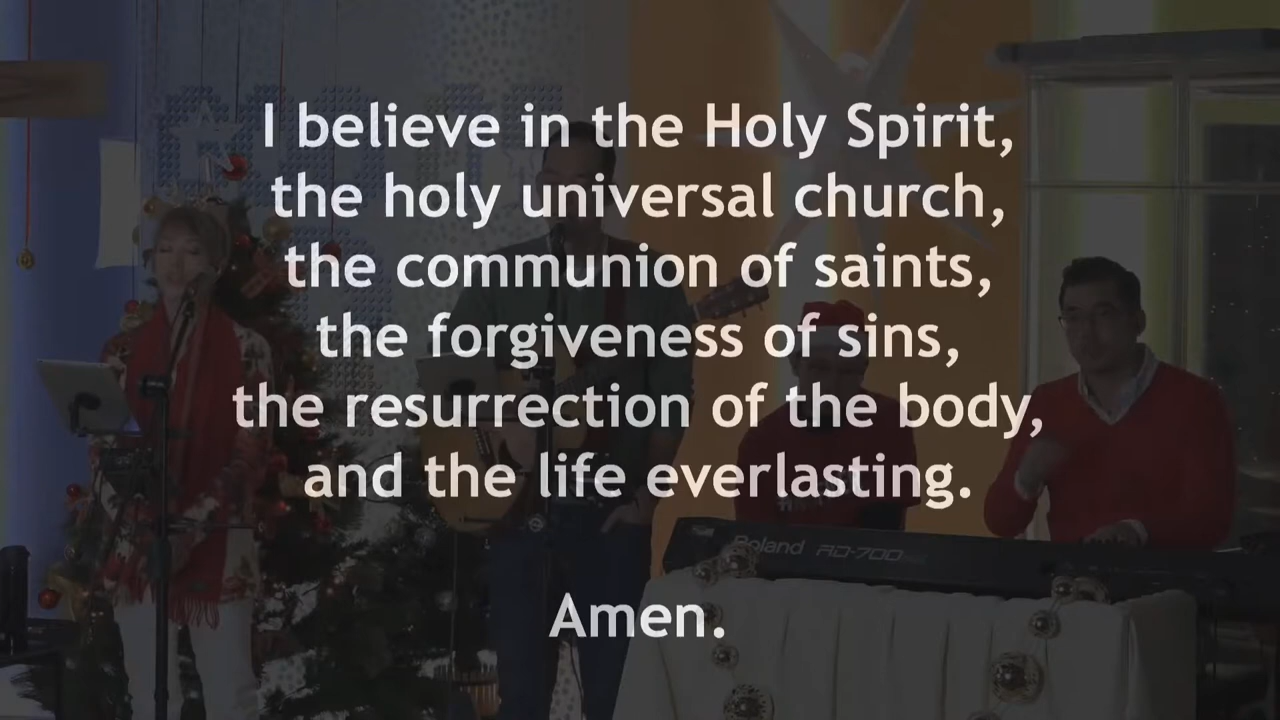 I believe in the Holy Spirit,
the holy universal church,
the communion of saints,
the forgiveness of sins,
the resurrection of the body,
and the life everlasting.
Amen.
Roland RD-700